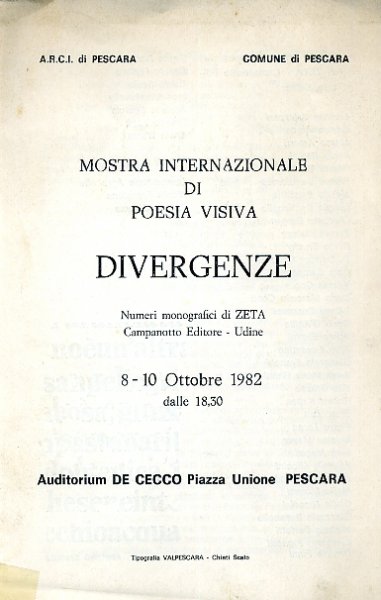 A.R.C.I. di PESCARA
COMUNE di PESCARA
MOSTRA INTERNAZIONALE
DI
POESIA VISIVA
DIVERGENZE
Numeri monografici di ZETA
Campanotto Editore - Udine
8 - 10 Ottobre 1982
dalle 18,30
Auditorium DE CECCO Piazza Unione PESCARA
Tipografia VALPESCARA - Chieti Scalo